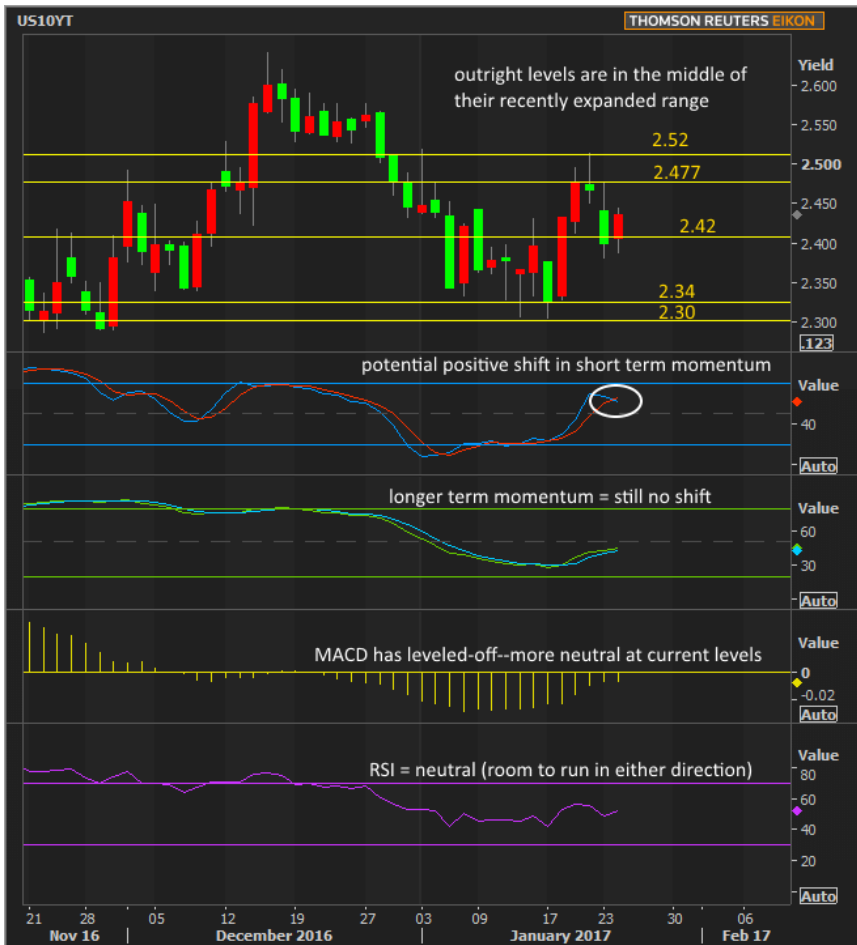 US10YT
THOMSON REUTERS EIKON
Yield
outright levels are in the middle of
their recently expanded range
2.600
2.550
2.52
2.500
2.477
2.450
2.42
2.400
2.350
2.34
2.30
2.300
.123
potential positive shift in short term momentum
Value
40
Auto
longer term momentum = still no shift
Value
60
30
Auto
Value
MACD has leveled-off--more neutral at current levels
0
-0.02
Auto
Value
RSI = neutral (room to run in either direction)
80
60
40
20
Auto
21 28 05 12 19 27 03 09 17 23 30 06
Nov 16 December 2016 January 2017 Feb 17